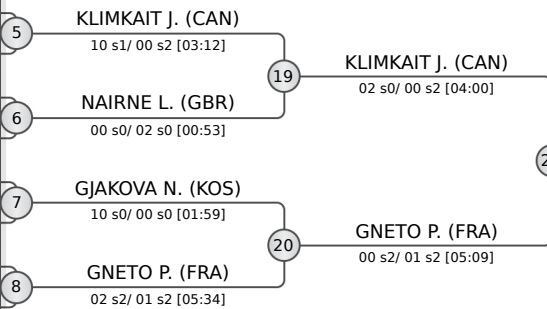 5
KLIMKAIT J. (CAN)
10 s1/ 00 s2 [03:12]
19
KLIMKAIT J. (CAN)
02 s0/ 00 s2 [04:00]
6
NAIRNE L. (GBR)
00 s0/ 02 s0 [00:53]
7
GJAKOVA N. (KOS)
10 s0/ 00 s0 [01:59]
20
GNETO P. (FRA)
00 s2/ 01 s2 [05:09]
8
GNETO P. (FRA)
02 s2/ 01 s2 [05:34]